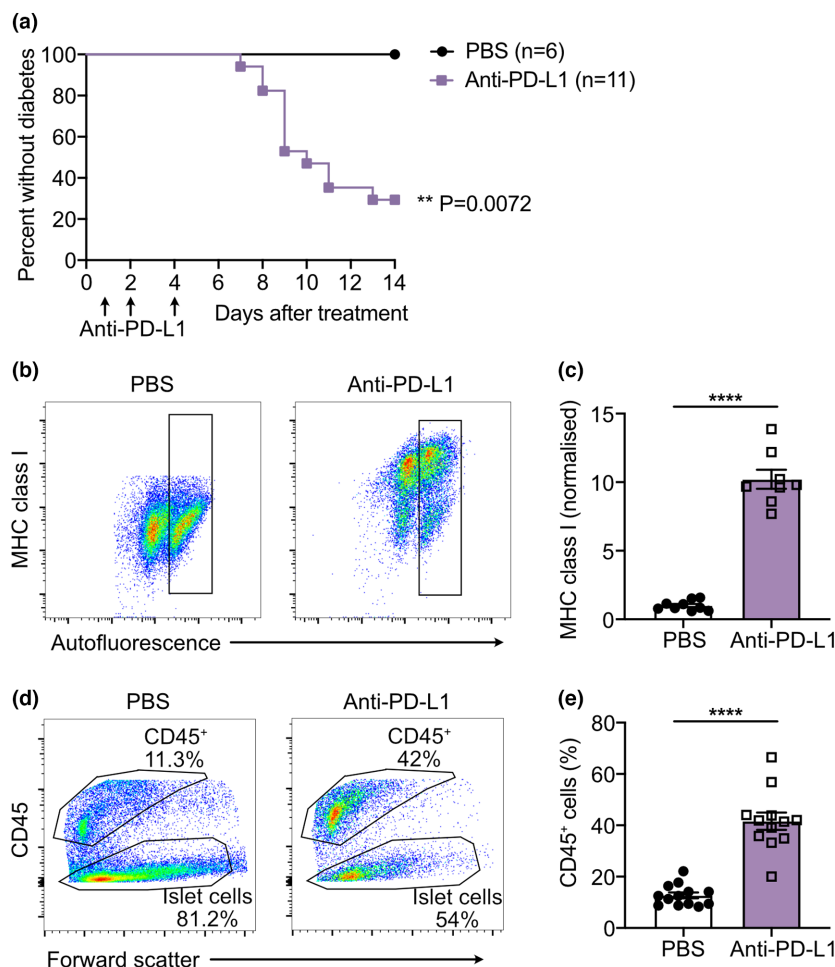 (a)
PBS (n=6)
Anti-PD-L1 (n=11)
Percent without diabetes
100
80
60
40
20
0
** P=0.0072
0 2 4 6 8 10 12 14
Anti-PD-L1
Days after treatment
(b)
PBS
Anti-PD-L1
MHC class I
Autofluorescence
(c)
****
MHC class I (normalised)
15
10
5
0
PBS
Anti-PD-L1
(d)
PBS
Anti-PD-L1
CD45
CD45⁺
11.3%
Islet cells
81.2%
CD45⁺
42%
Islet cells
54%
Forward scatter
(e)
****
CD45⁺ cells (%)
80
60
40
20
0
PBS
Anti-PD-L1